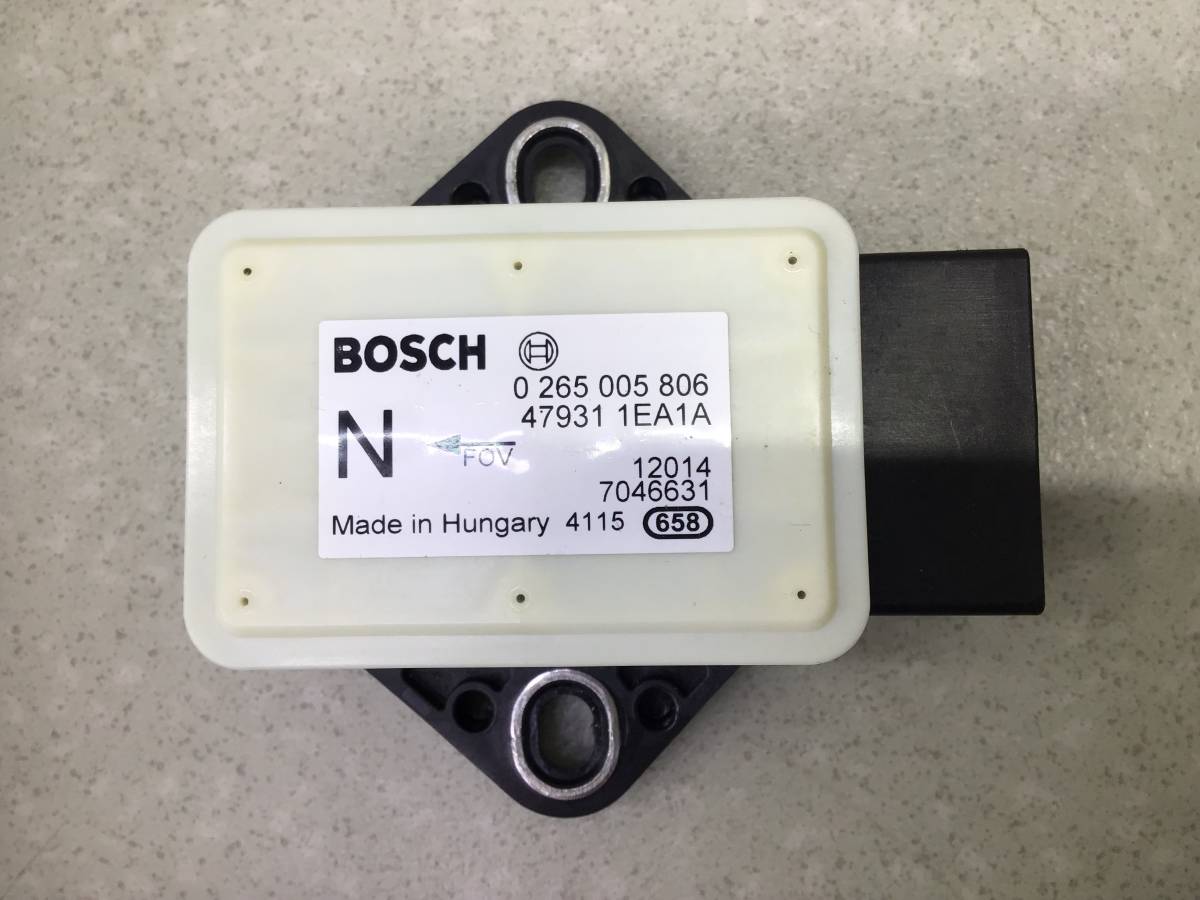 BOSCH
0 265 005 806
47931 1EA1A
N
FOV
12014
7046631
Made in Hungary 4115 658